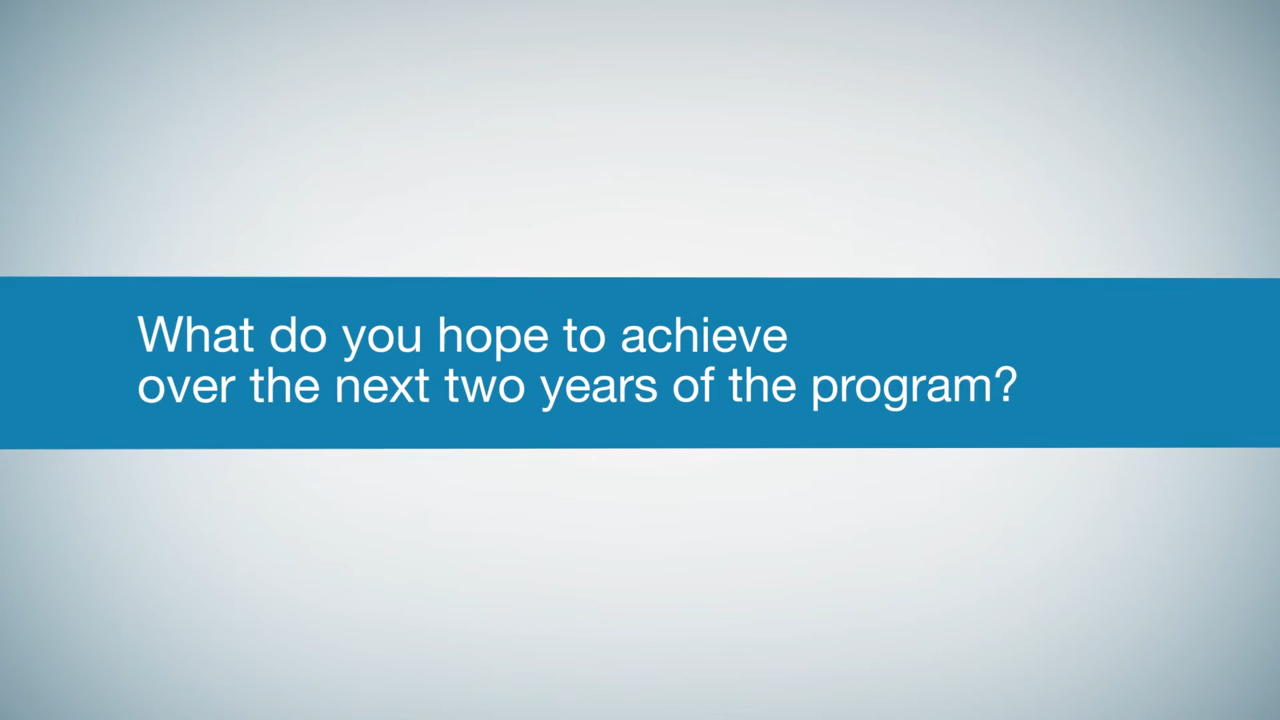 What do you hope to achieve
over the next two years of the program?